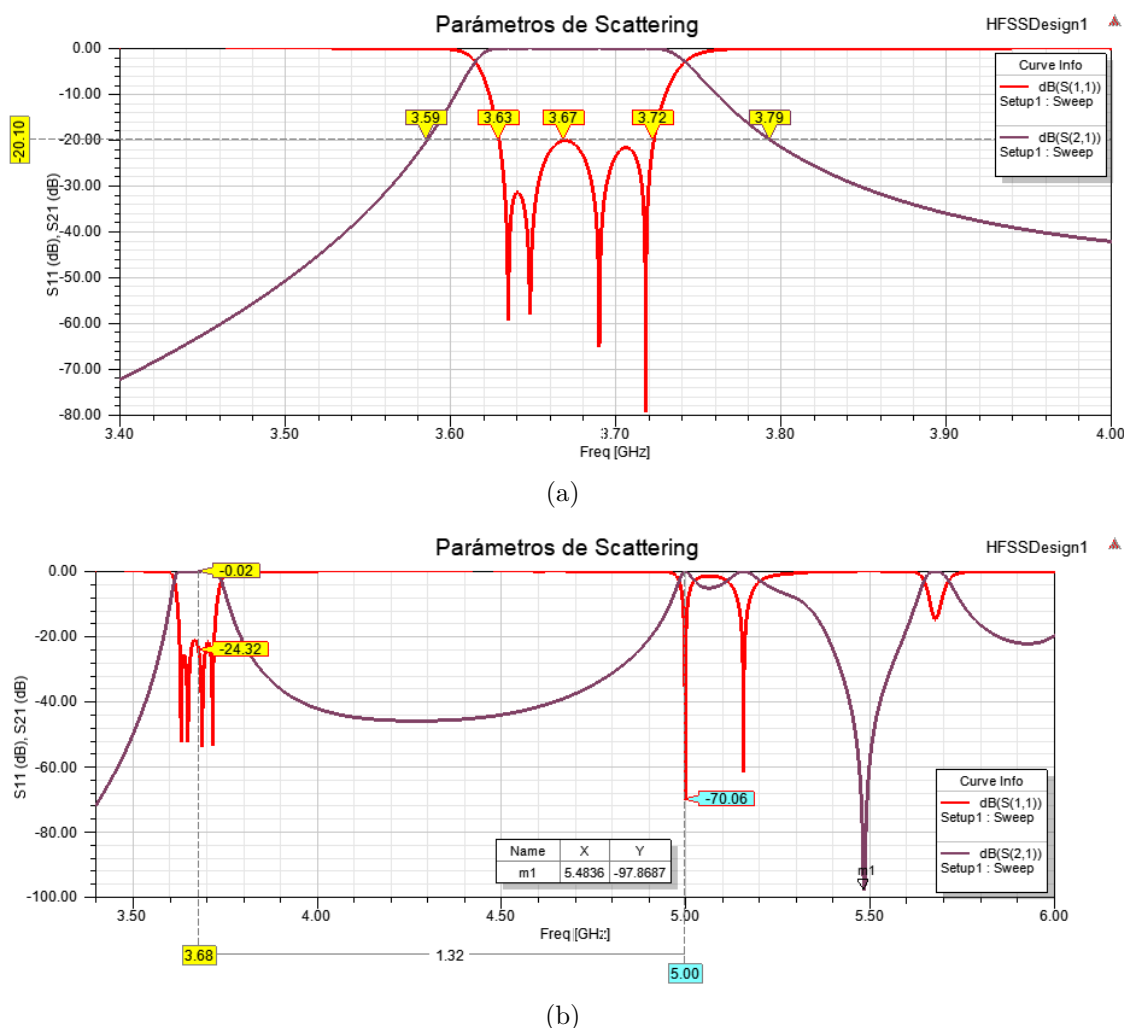 Parámetros de Scattering
HFSSDesign1
0.00
-10.00
-20.00
-30.00
-40.00
-50.00
-60.00
-70.00
-80.00
-20.10
S11 (dB), S21 (dB)
3.59
3.63
3.67
3.72
3.79
Curve Info
dB(S(1,1))
Setup1 : Sweep
dB(S(2,1))
Setup1 : Sweep
3.40
3.50
3.60
3.70
3.80
3.90
4.00
Freq [GHz]
(a)
Parámetros de Scattering
HFSSDesign1
0.00
-20.00
-40.00
-60.00
-80.00
-100.00
S11 (dB), S21 (dB)
-0.02
-24.32
-70.06
Name X Y
m1 5.4836 -97.8687
m1
Curve Info
dB(S(1,1))
Setup1 : Sweep
dB(S(2,1))
Setup1 : Sweep
3.50
4.00
4.50
5.00
5.50
6.00
Freq [GHz]
3.68
1.32
5.00
(b)